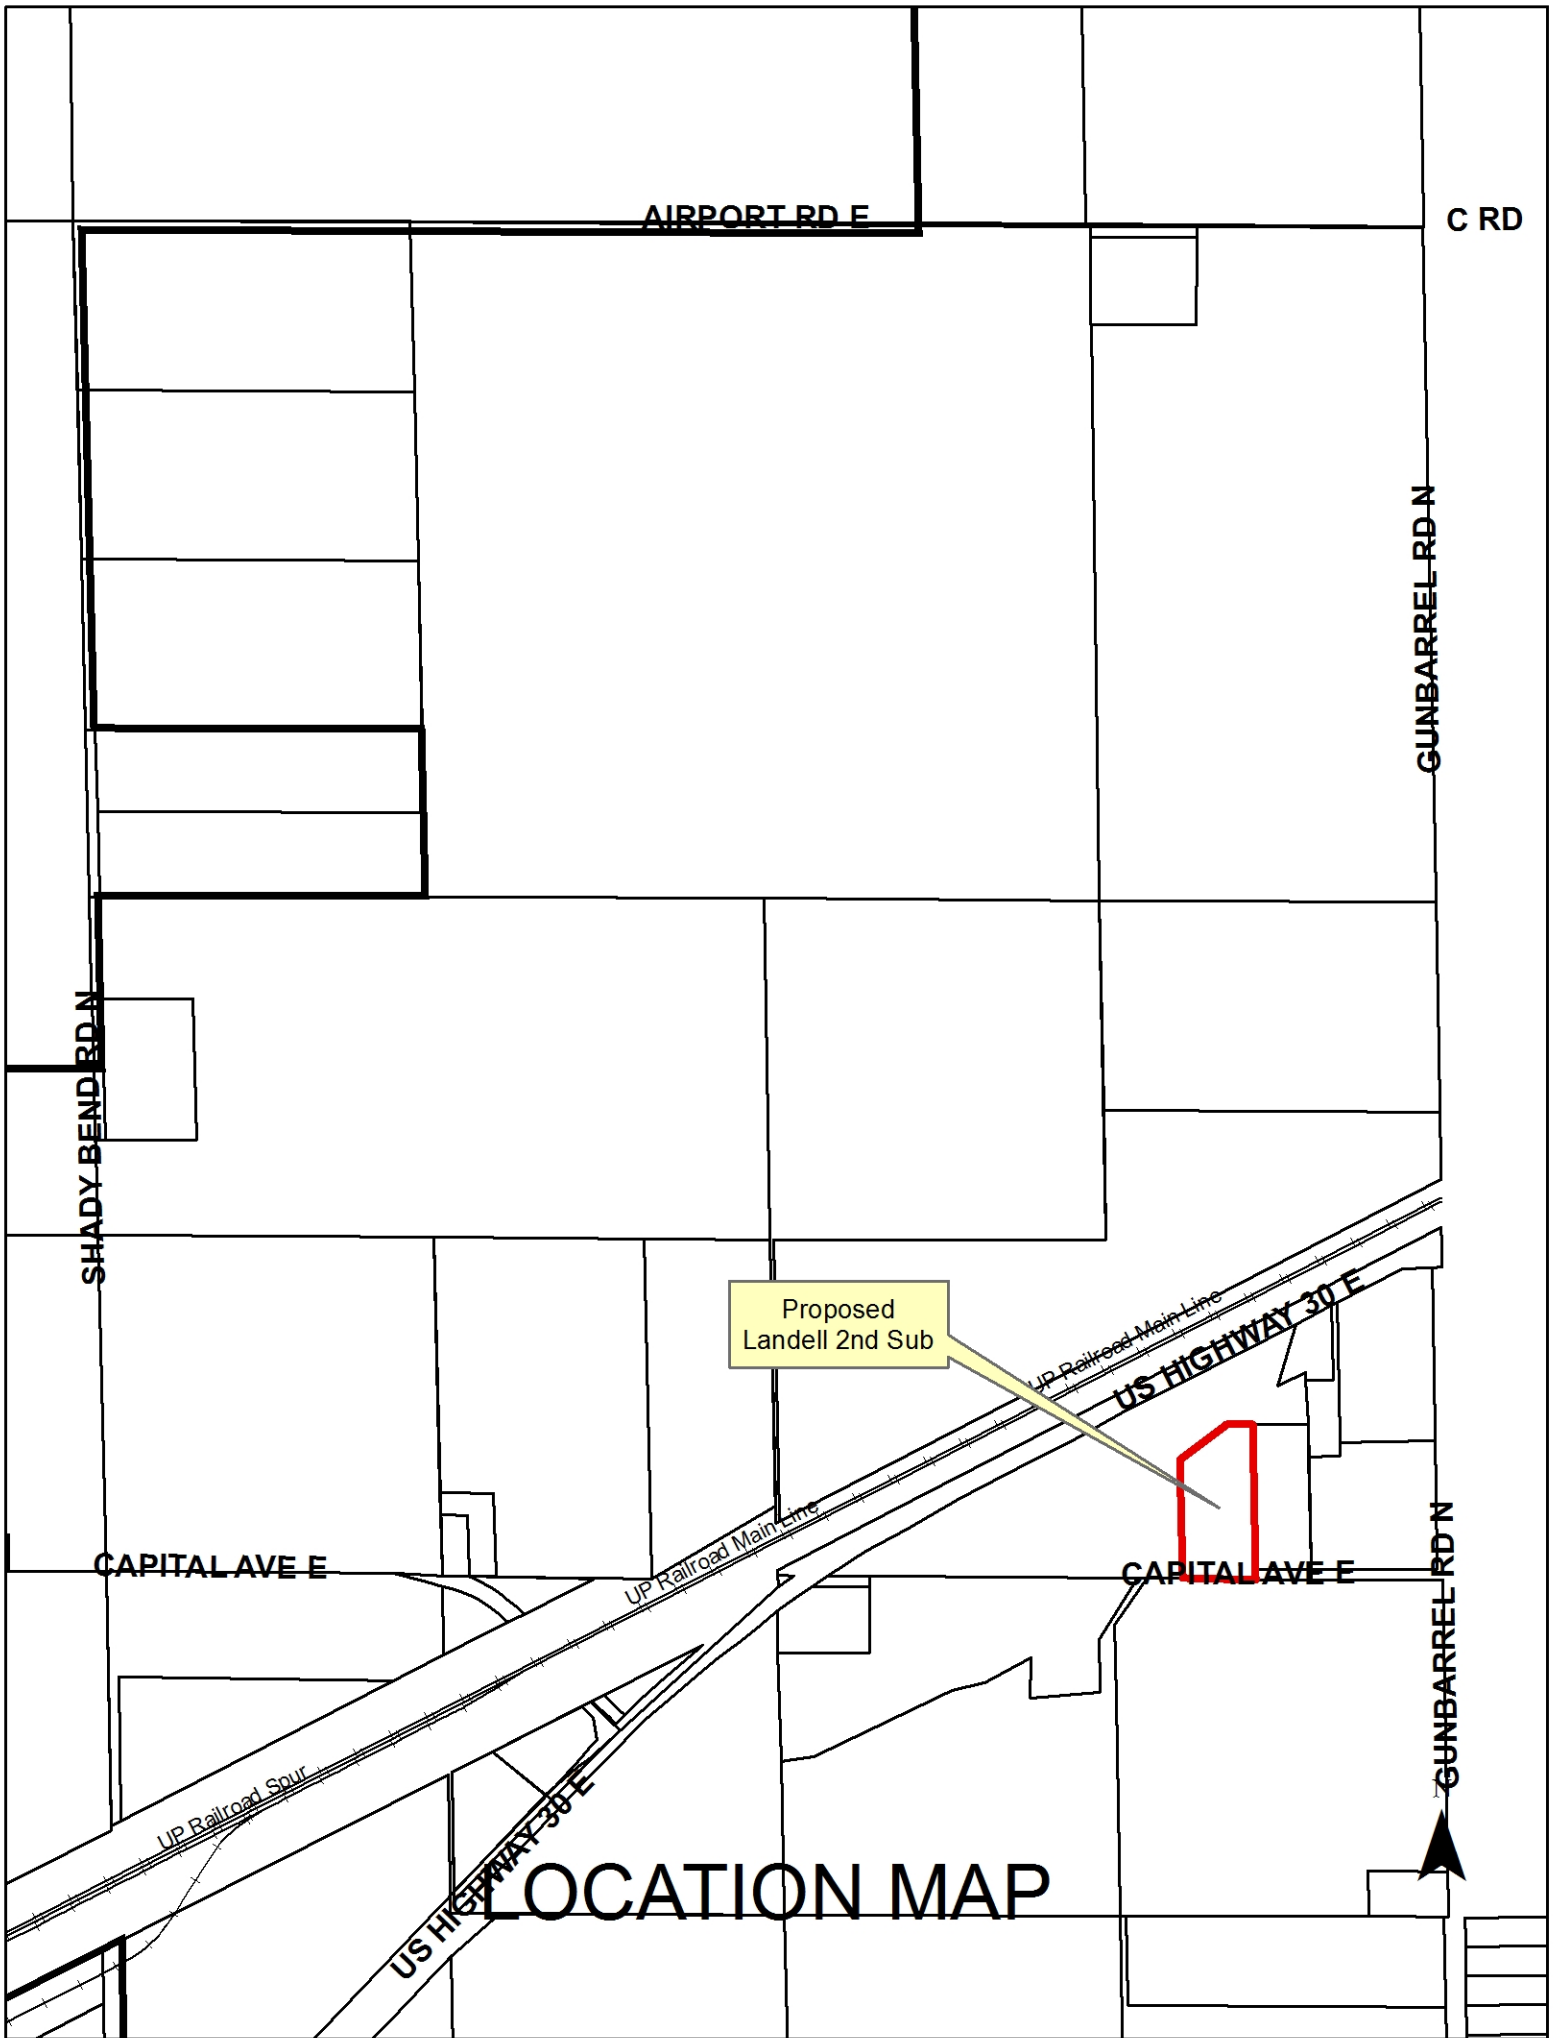 AIRPORT RD E
C RD
GUNBARREL RD N
SHADY BEND RD N
Proposed
Landell 2nd Sub
UP Railroad Main Line
US HIGHWAY 30 E
UP Railroad Main Line
CAPITAL AVE E
CAPITAL AVE E
GUNBARREL RD N
UP Railroad Spur
US HIGHWAY 30 E
N
LOCATION MAP